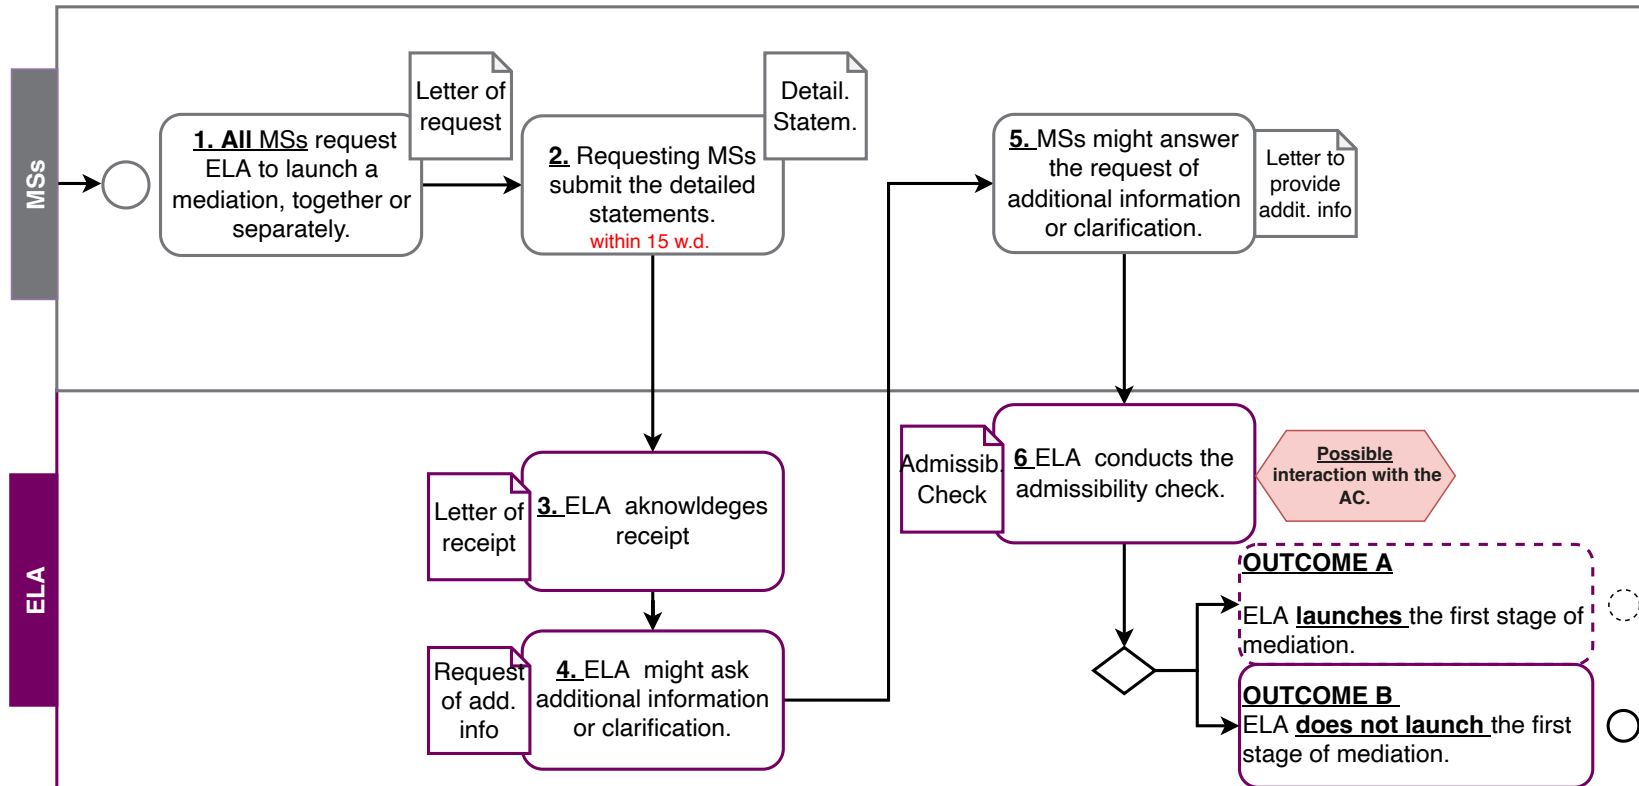 MSs
Letter of
request
1. All MSs request
ELA to launch a
mediation, together or
separately.
Detail.
Statem.
2. Requesting MSs
submit the detailed
statements.
within 15 w.d.
5. MSs might answer
the request of
additional information
or clarification.
Letter to
provide
addit. info
ELA
Letter of
receipt
3. ELA aknowldeges
receipt
Request
of add.
info
4. ELA might ask
additional information
or clarification.
Admissib.
Check
6 ELA conducts the
admissibility check.
Possible
interaction with the
AC.
OUTCOME A
ELA launches the first stage of
mediation.
OUTCOME B
ELA does not launch the first
stage of mediation.